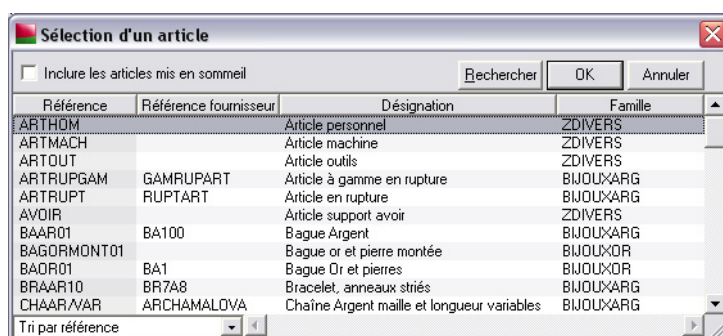 Sélection d'un article
Inclure les articles mis en sommeil Rechercher OK Annuler
Référence Référence fournisseur Désignation Famille
ARTHOM Article personnel ZDIVERS
ARTMACH Article machine ZDIVERS
ARTOUT Article outils ZDIVERS
ARTRUPGAM GAMRUPART Article à gamme en rupture BIJOUXARG
ARTRUPT RUPTART Article en rupture BIJOUXARG
AVOIR Article support avoir ZDIVERS
BAAR01 BA100 Bague Argent BIJOUXARG
BAGORMONT01 Bague or et pierre montée BIJOUXOR
BAOR01 BA1 Bague Or et pierres BIJOUXOR
BRAAR10 BR7A8 Bracelet, anneaux striés BIJOUXARG
CHAAR/VAR ARCHAMALOVA Chaîne Argent maille et longueur variables BIJOUXARG
Tri par référence